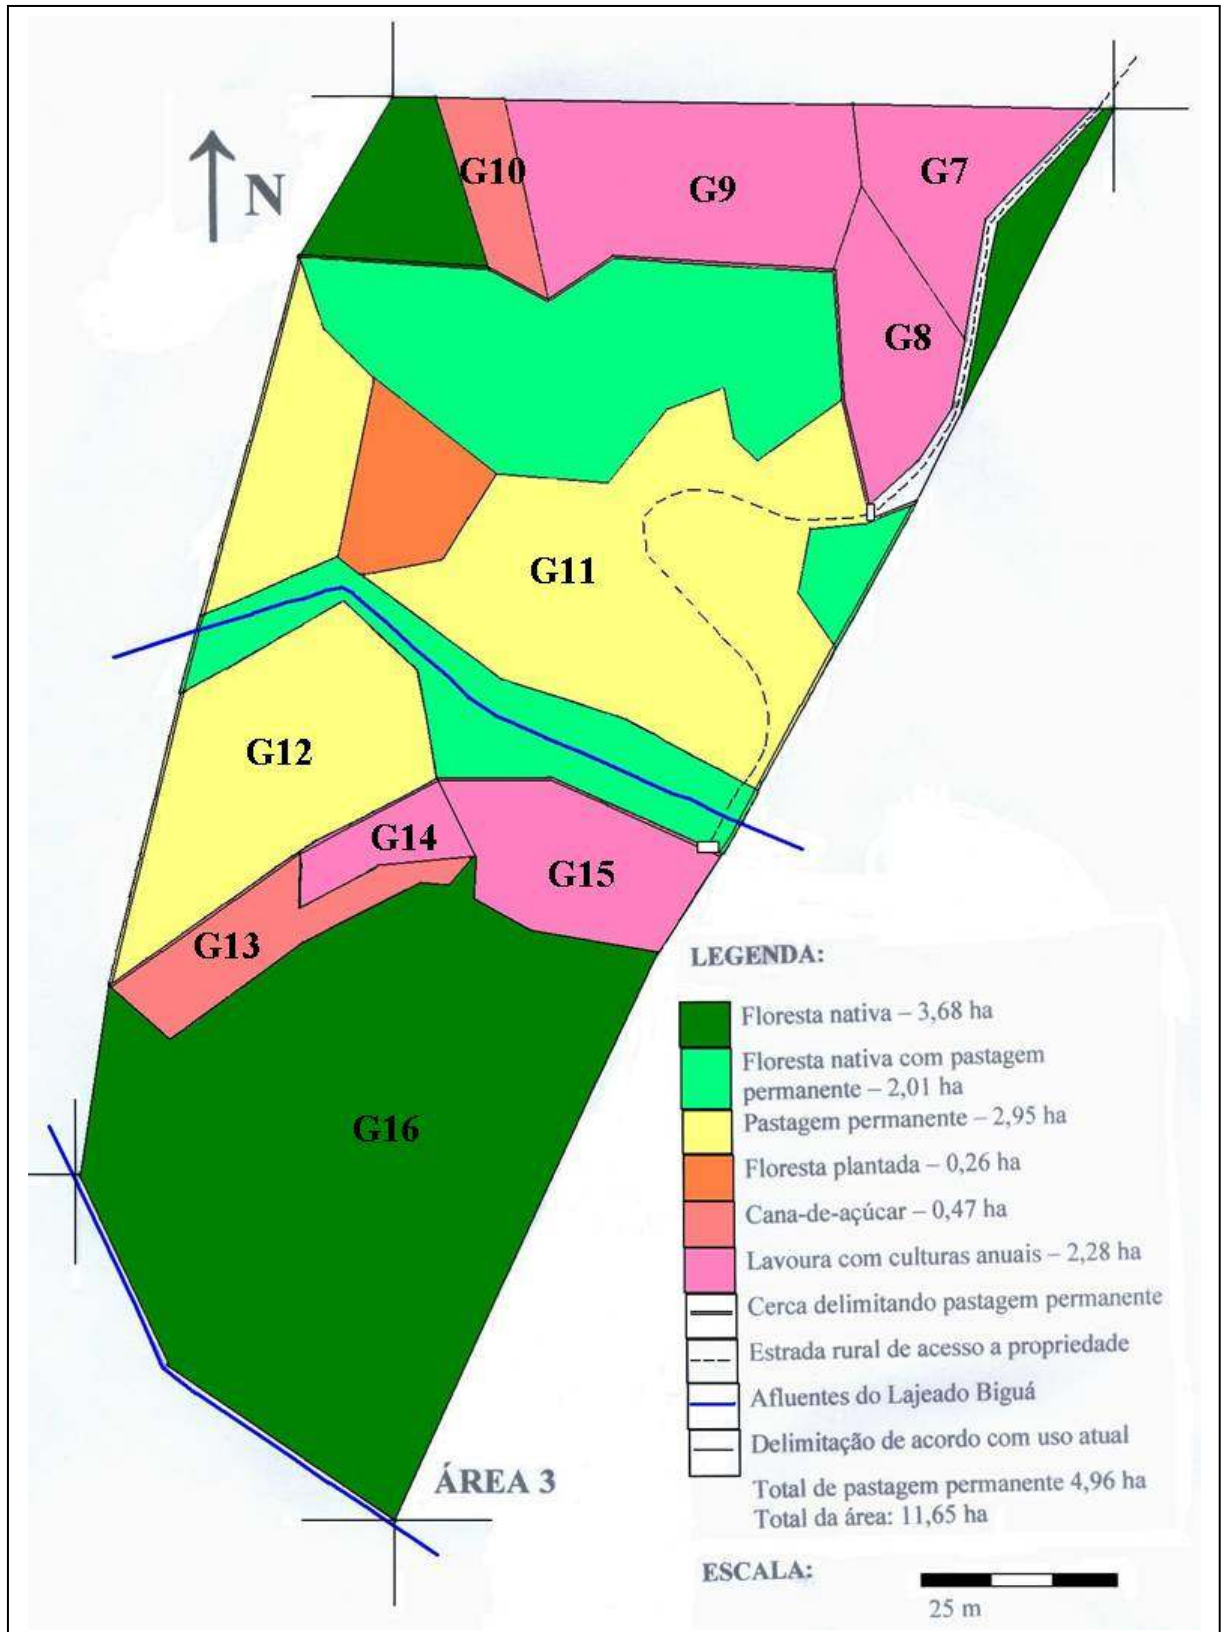 N
G10
G9
G7
G8
G11
G12
G14
G15
G13
G16
ÁREA 3
LEGENDA:
Floresta nativa – 3,68 ha
Floresta nativa com pastagem
permanente – 2,01 ha
Pastagem permanente – 2,95 ha
Floresta plantada – 0,26 ha
Cana-de-açúcar – 0,47 ha
Lavoura com culturas anuais – 2,28 ha
Cerca delimitando pastagem permanente
Estrada rural de acesso a propriedade
Afluentes do Lajeado Biguá
Delimitação de acordo com uso atual
Total de pastagem permanente 4,96 ha
Total da área: 11,65 ha
ESCALA:
25 m